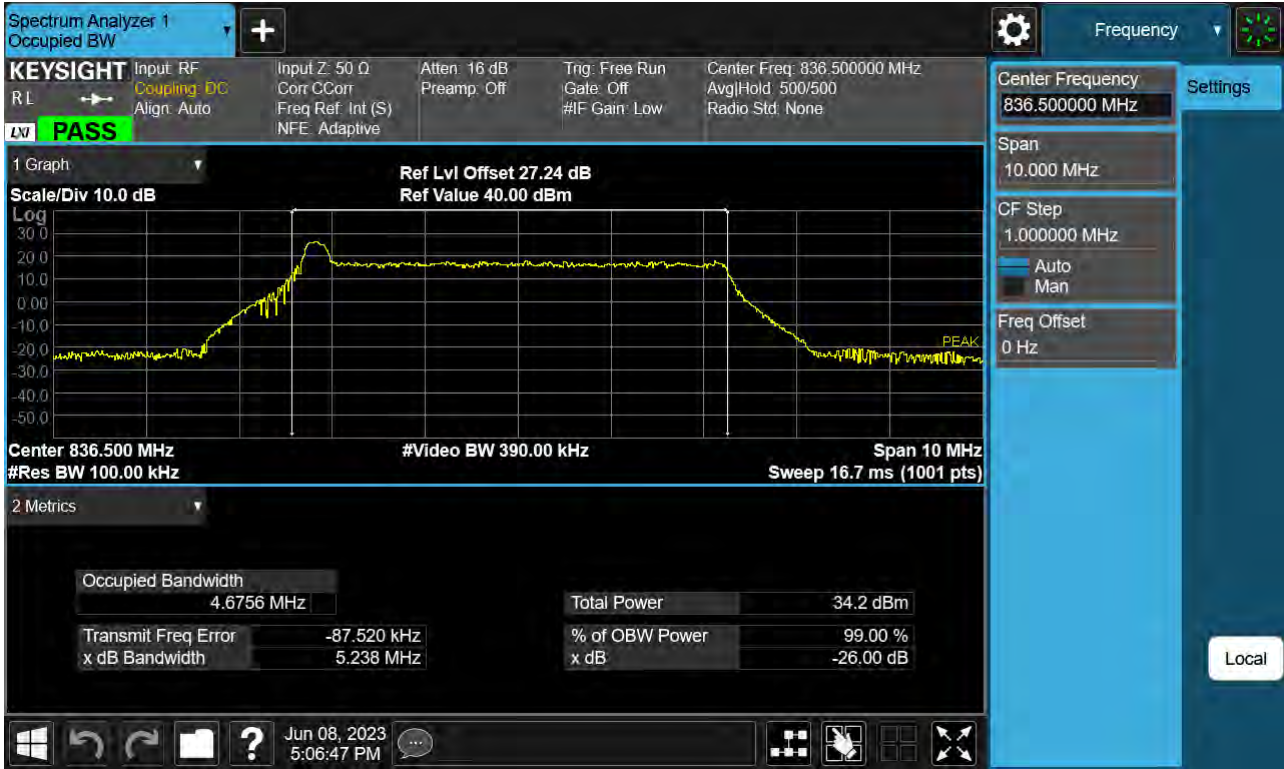 Spectrum Analyzer 1
Occupied BW
+
Frequency
KEYSIGHT
R L
LXI
PASS
Input: RF
Coupling: DC
Align: Auto
Input Z: 50 Ω
Corr CCorr
Freq Ref: Int (S)
NFE: Adaptive
Atten: 16 dB
Preamp: Off
Trig: Free Run
Gate: Off
#IF Gain: Low
Center Freq: 836.500000 MHz
Avg|Hold: 500/500
Radio Std: None
Center Frequency
836.500000 MHz
Settings
Span
10.000 MHz
CF Step
1.000000 MHz
Auto
Man
Freq Offset
0 Hz
Local
1 Graph
Scale/Div 10.0 dB
Ref Lvl Offset 27.24 dB
Ref Value 40.00 dBm
Log
30.0
20.0
10.0
0.00
-10.0
-20.0
-30.0
-40.0
-50.0
PEAK
Center 836.500 MHz
#Res BW 100.00 kHz
#Video BW 390.00 kHz
Span 10 MHz
Sweep 16.7 ms (1001 pts)
2 Metrics
Occupied Bandwidth
4.6756 MHz
Transmit Freq Error -87.520 kHz
x dB Bandwidth 5.238 MHz
Total Power 34.2 dBm
% of OBW Power 99.00 %
x dB -26.00 dB
?
Jun 08, 2023
5:06:47 PM